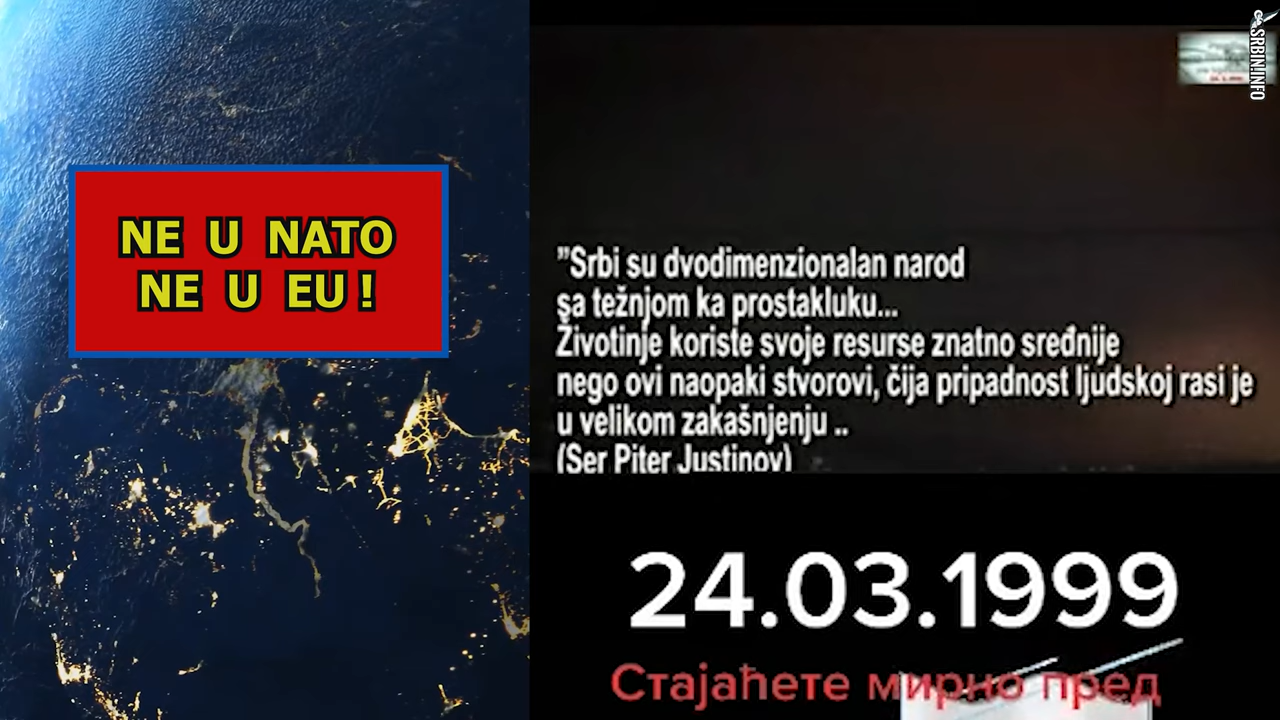 NE U NATO
NE U EU !
SRBIN.INFO
”Srbi su dvodimenzionalan narod
sa težnjom ka prostakluku...
Životinje koriste svoje resurse znatno sređnije
nego ovi naopaki stvorovi, čija pripadnost ljudskoj rasi je
u velikom zakašnjenju ..
(Ser Piter Justinov)
24.03.1999
Стајаћете мирно пред